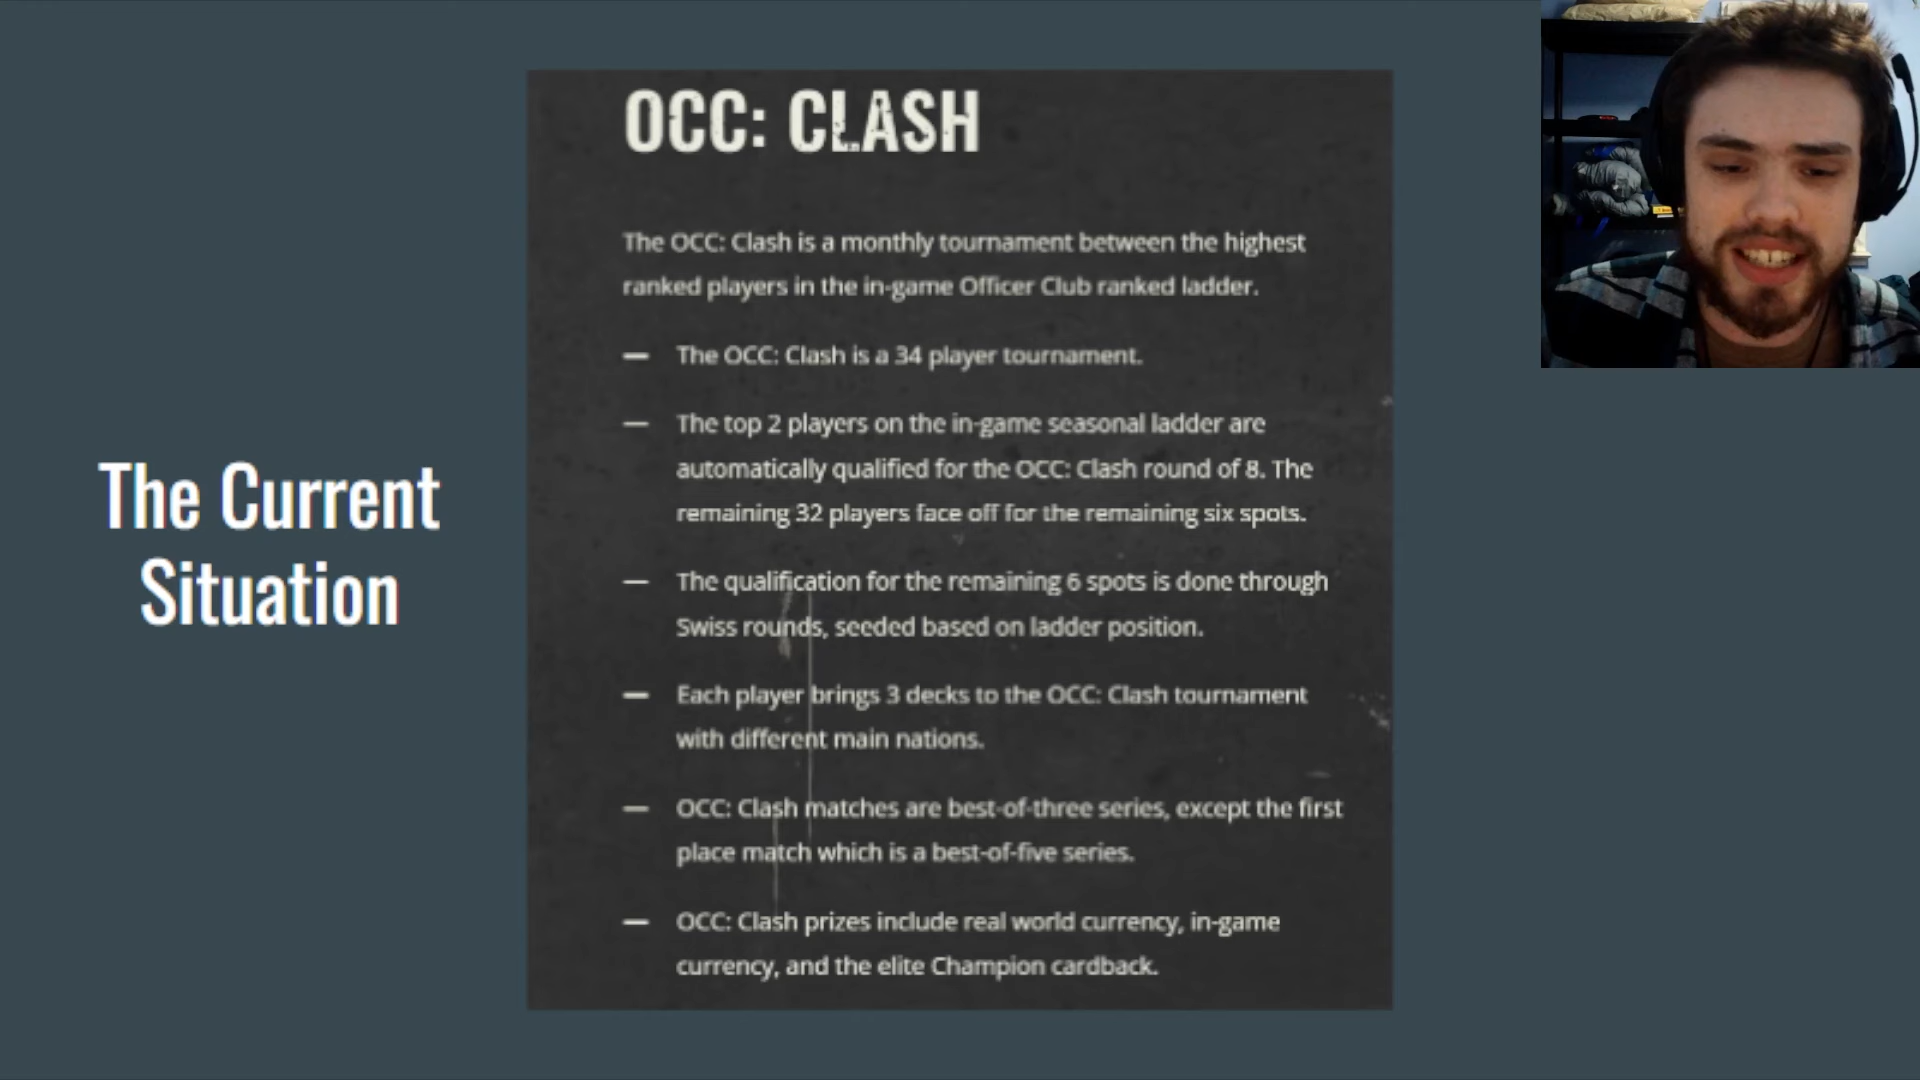 The Current
Situation
OCC: CLASH
The OCC: Clash is a monthly tournament between the highest
ranked players in the in-game Officer Club ranked ladder.
— The OCC: Clash is a 34 player tournament.
— The top 2 players on the in-game seasonal ladder are
automatically qualified for the OCC: Clash round of 8. The
remaining 32 players face off for the remaining six spots.
— The qualification for the remaining 6 spots is done through
Swiss rounds, seeded based on ladder position.
— Each player brings 3 decks to the OCC: Clash tournament
with different main nations.
— OCC: Clash matches are best-of-three series, except the first
place match which is a best-of-five series.
— OCC: Clash prizes include real world currency, in-game
currency, and the elite Champion cardback.